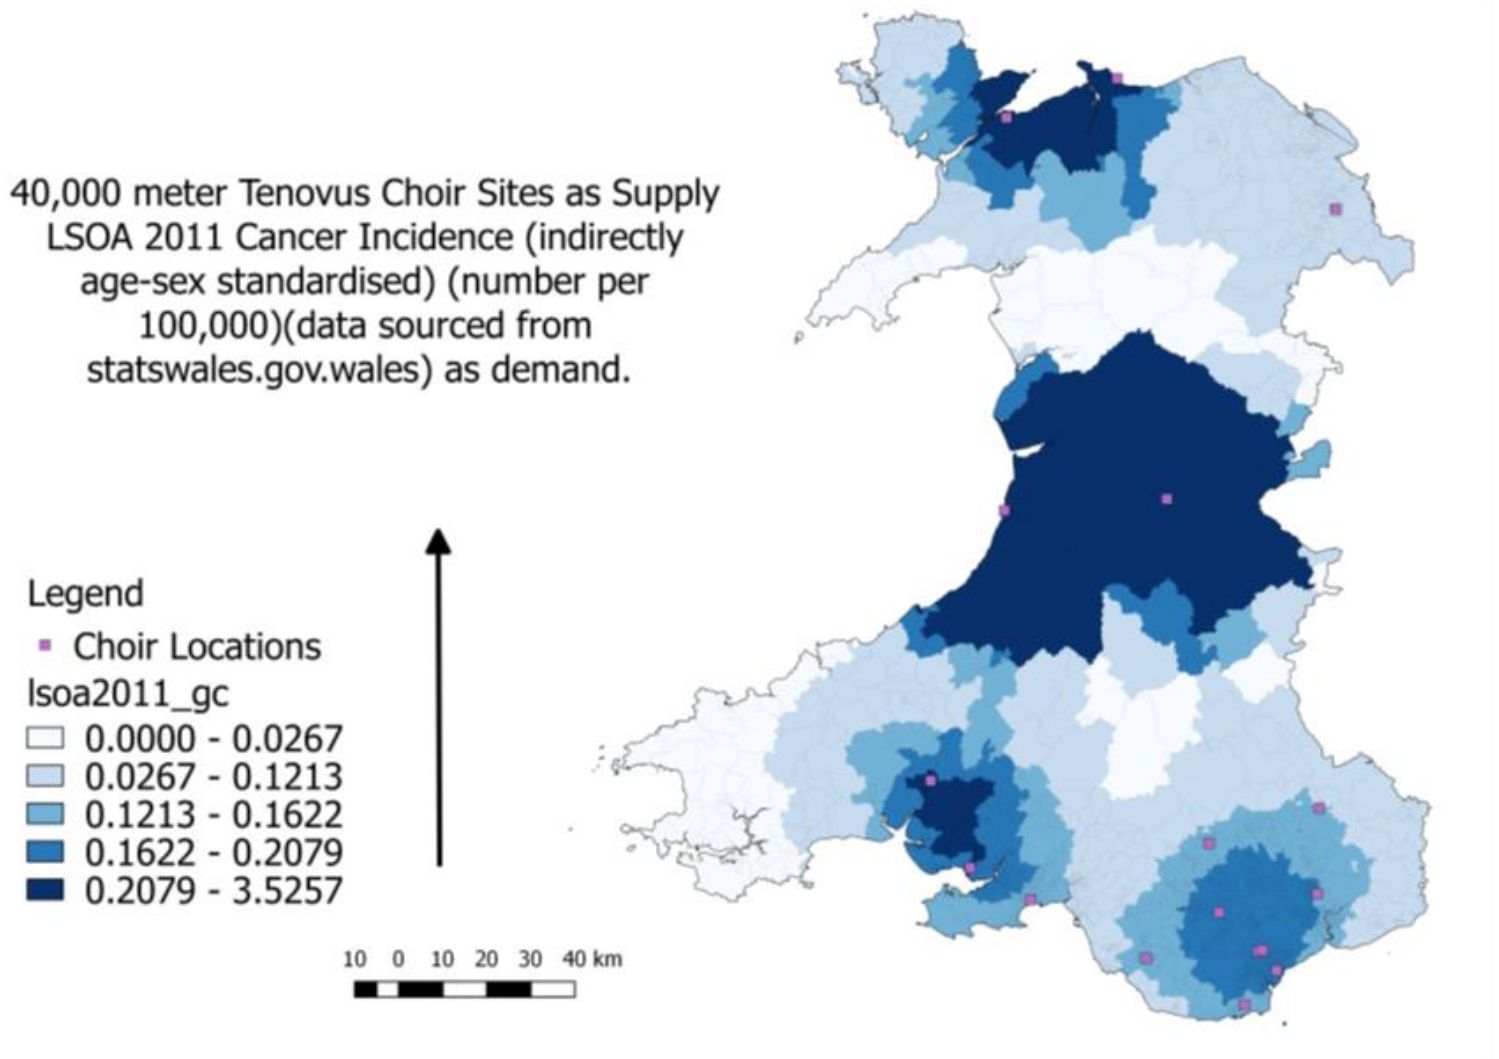 40,000 meter Tenovus Choir Sites as Supply
LSOA 2011 Cancer Incidence (indirectly
age-sex standardised) (number per
100,000)(data sourced from
statswales.gov.wales) as demand.
Legend
Choir Locations
lsoa2011_gc
0.0000 - 0.0267
0.0267 - 0.1213
0.1213 - 0.1622
0.1622 - 0.2079
0.2079 - 3.5257
10 0 10 20 30 40 km